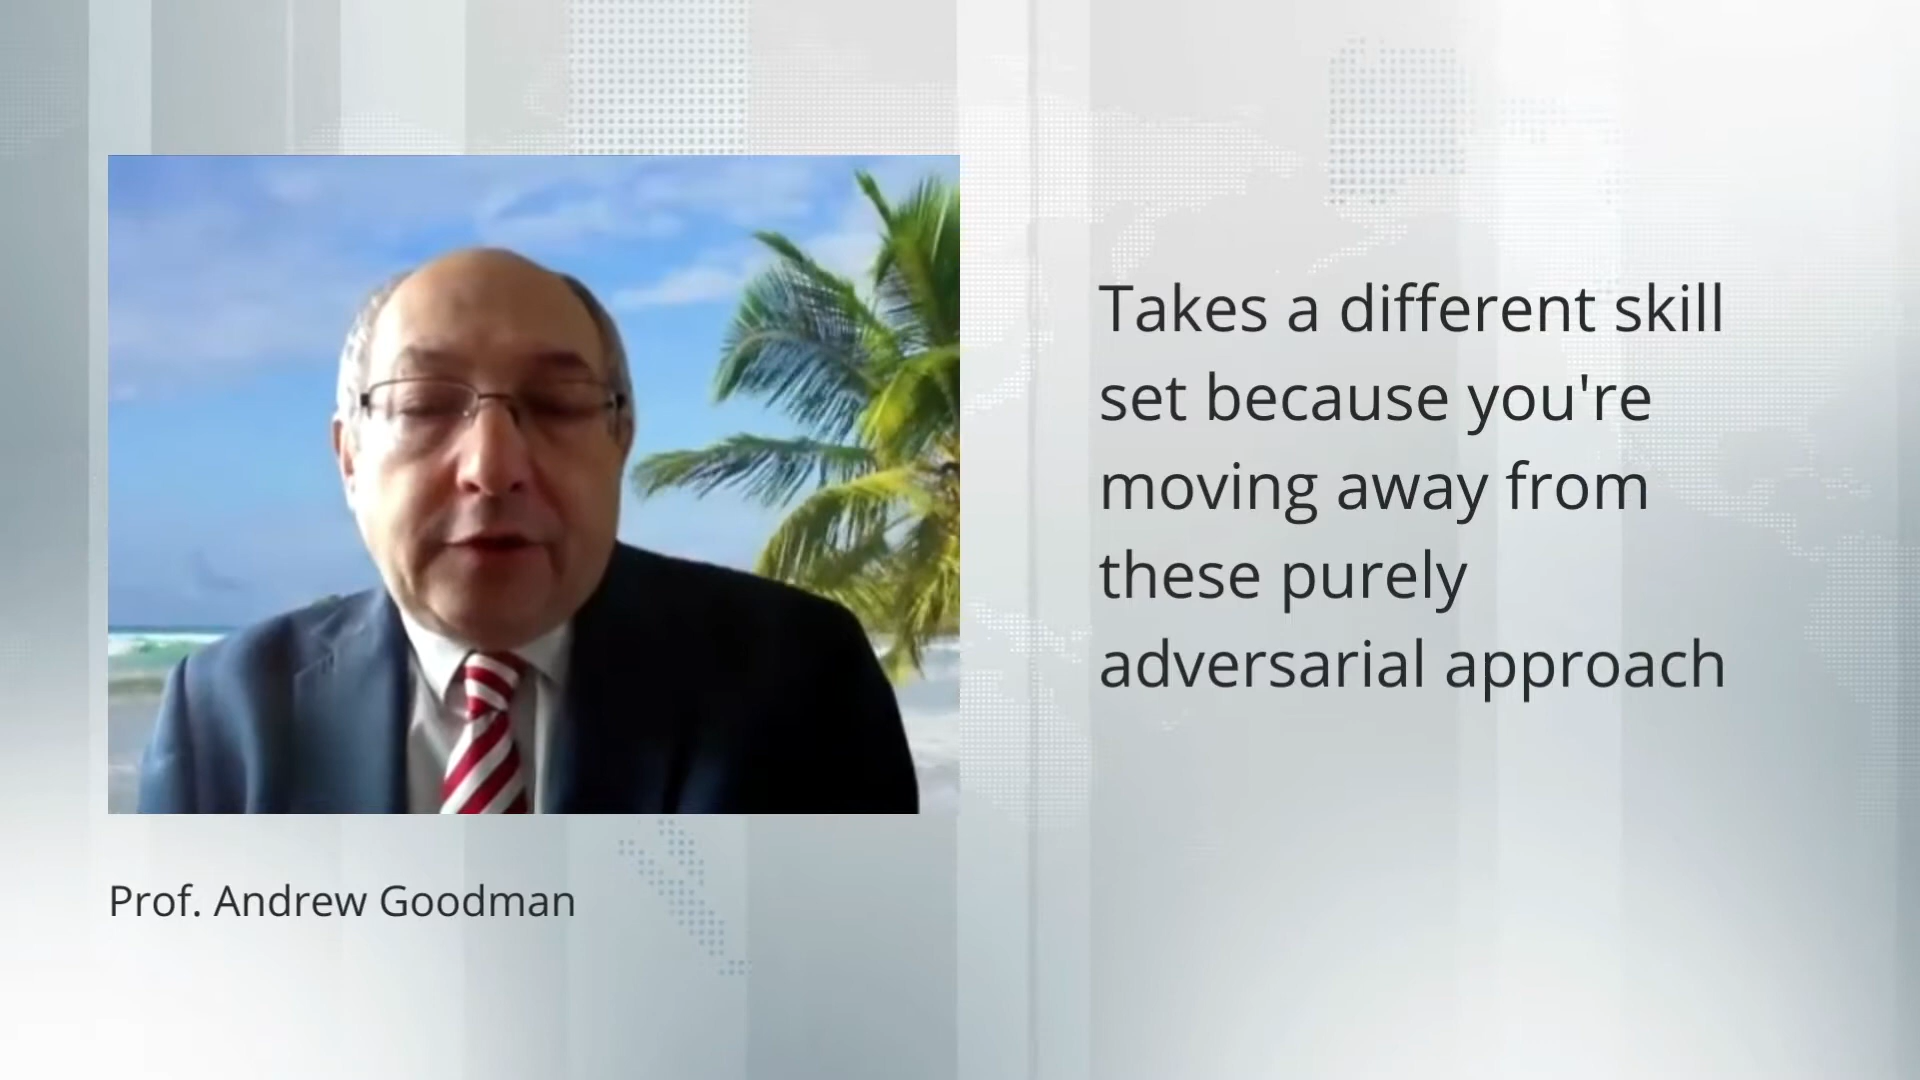 Takes a different skill
set because you're
moving away from
these purely
adversarial approach
Prof. Andrew Goodman